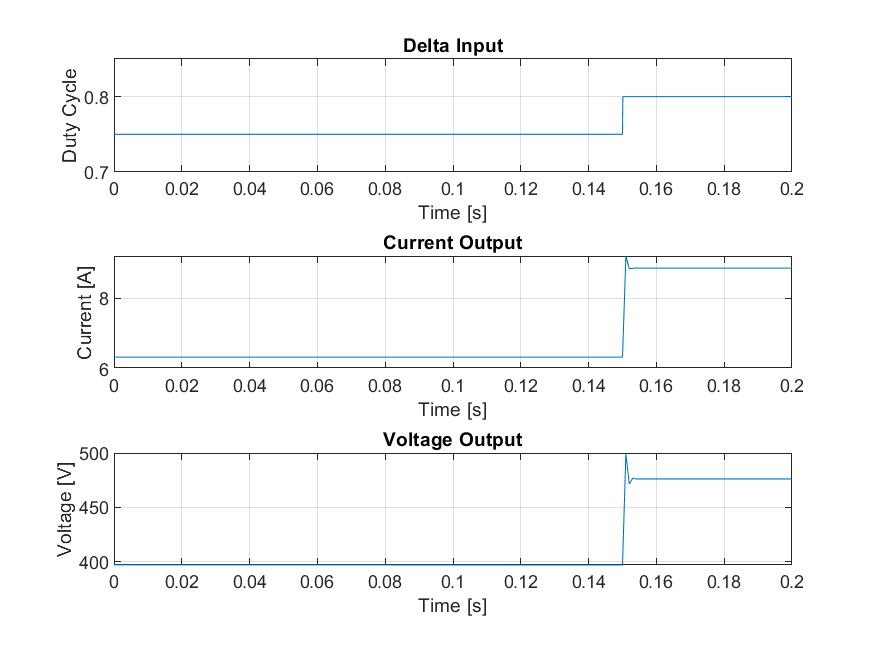 Delta Input
Duty Cycle
0.8
0.7
0 0.02 0.04 0.06 0.08 0.1 0.12 0.14 0.16 0.18 0.2
Time [s]
Current Output
Current [A]
8
6
0 0.02 0.04 0.06 0.08 0.1 0.12 0.14 0.16 0.18 0.2
Time [s]
Voltage Output
Voltage [V]
500
450
400
0 0.02 0.04 0.06 0.08 0.1 0.12 0.14 0.16 0.18 0.2
Time [s]